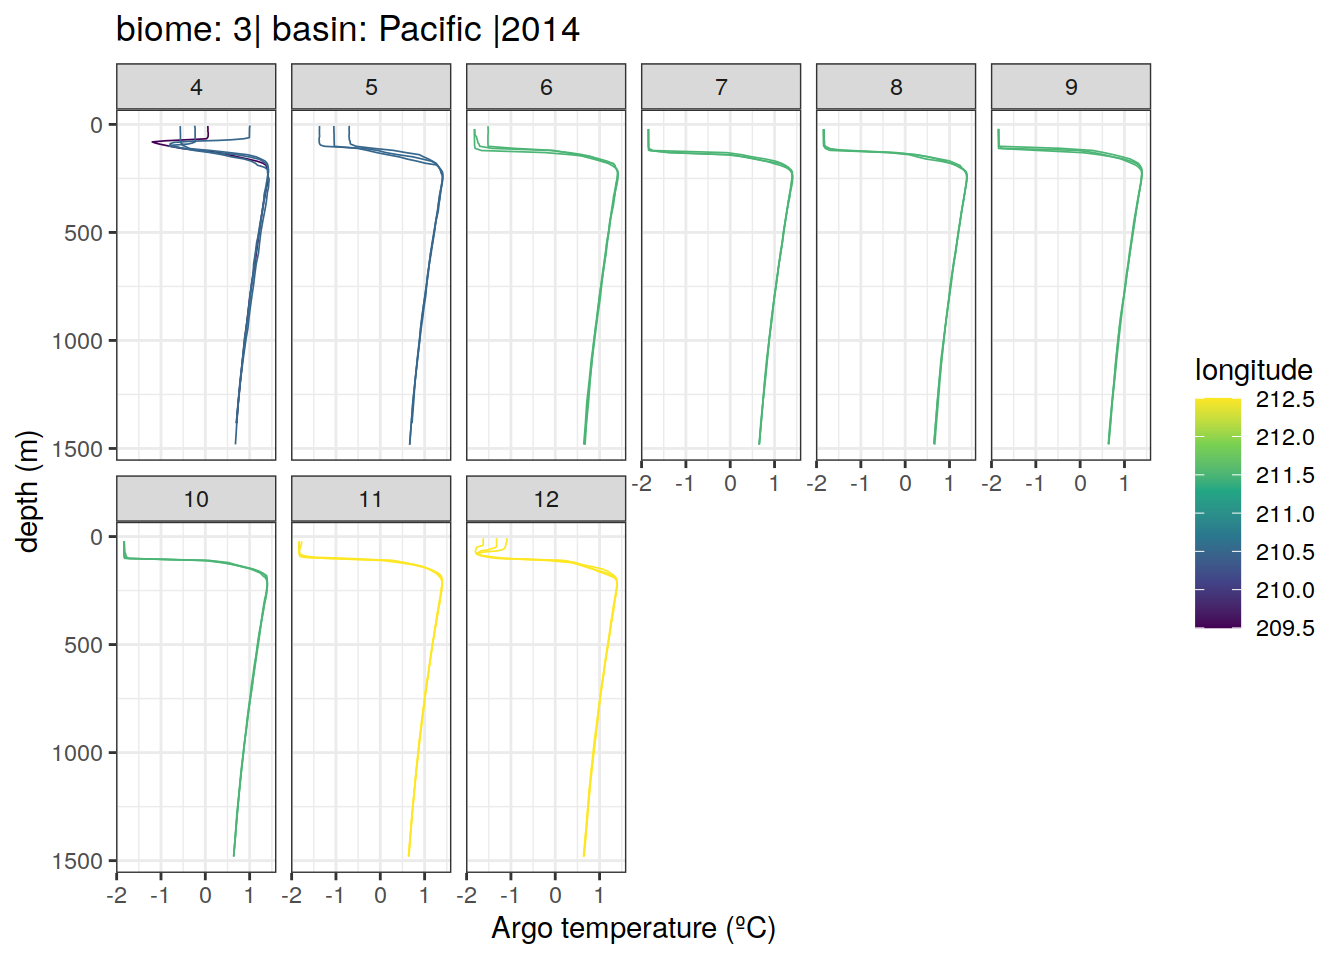 biome: 3| basin: Pacific |2014
4 5 6 7 8 9
0
500
1000
1500
-2 -1 0 1 -2 -1 0 1 -2 -1 0 1
10 11 12
0
500
1000
1500
-2 -1 0 1 -2 -1 0 1 -2 -1 0 1
Argo temperature (ºC)
depth (m)
longitude
212.5
212.0
211.5
211.0
210.5
210.0
209.5